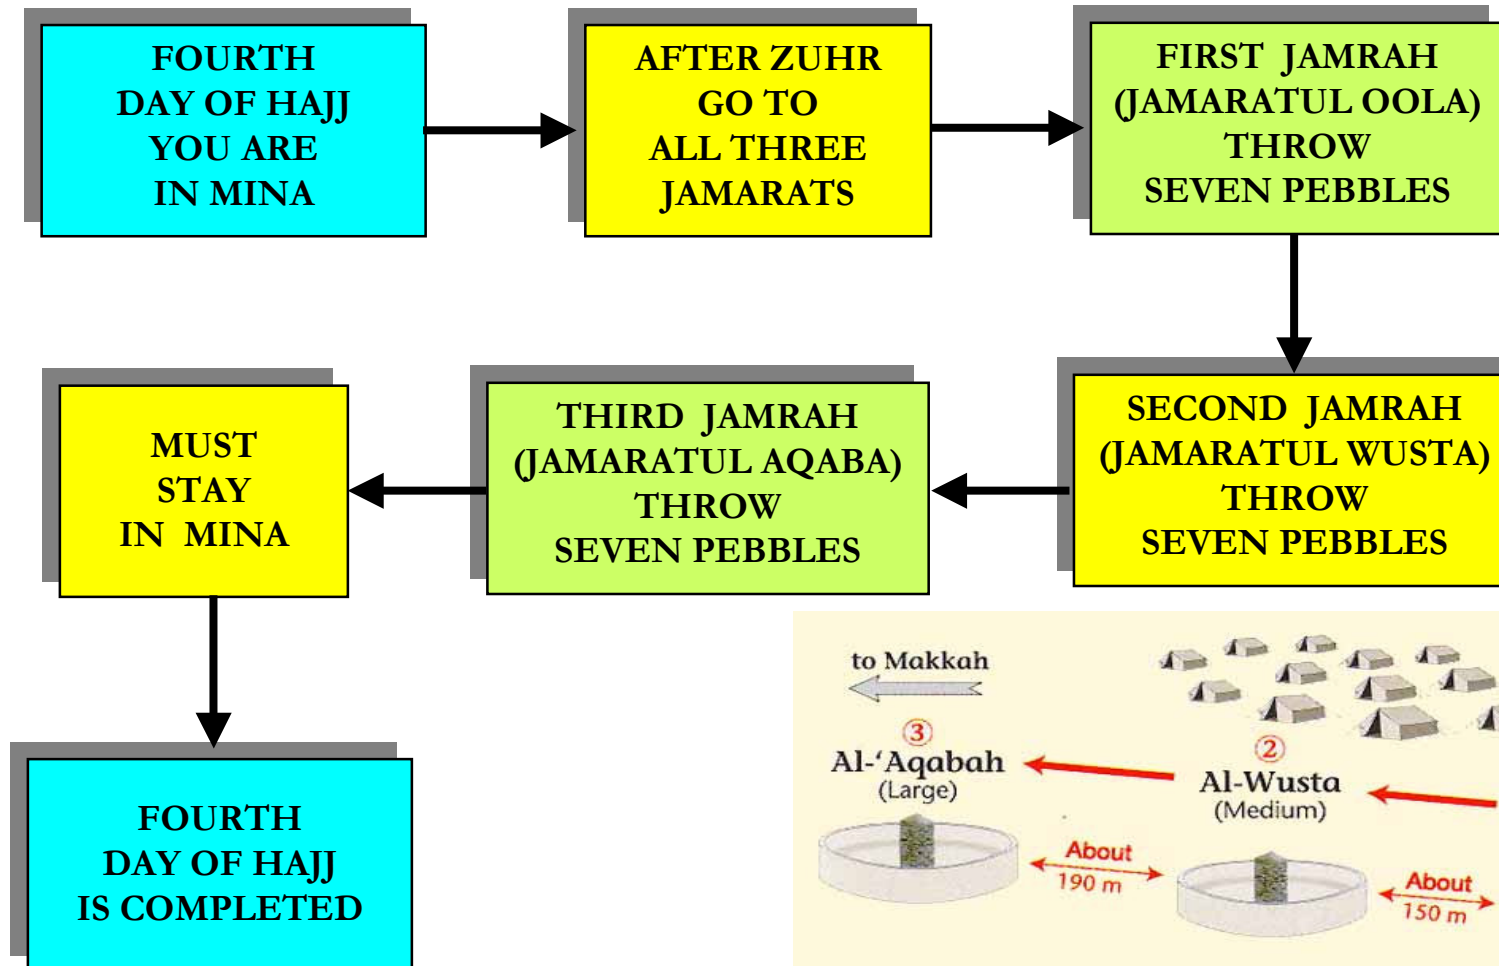 FOURTH
DAY OF HAJJ
YOU ARE
IN MINA
AFTER ZUHR
GO TO
ALL THREE
JAMARATS
FIRST JAMRAH
(JAMARATUL OOLA)
THROW
SEVEN PEBBLES
SECOND JAMRAH
(JAMARATUL WUSTA)
THROW
SEVEN PEBBLES
THIRD JAMRAH
(JAMARATUL AQABA)
THROW
SEVEN PEBBLES
MUST
STAY
IN MINA
FOURTH
DAY OF HAJJ
IS COMPLETED
to Makkah
③
Al-‘Aqabah
(Large)
②
Al-Wusta
(Medium)
About
190 m
About
150 m